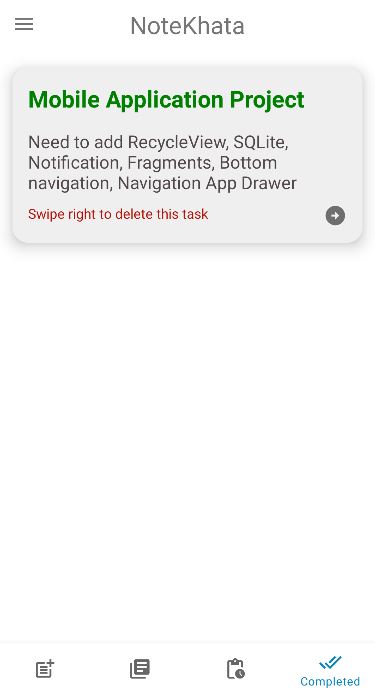 NoteKhata
Mobile Application Project
Need to add RecycleView, SQLite,
Notification, Fragments, Bottom
navigation, Navigation App Drawer
Swipe right to delete this task
Completed